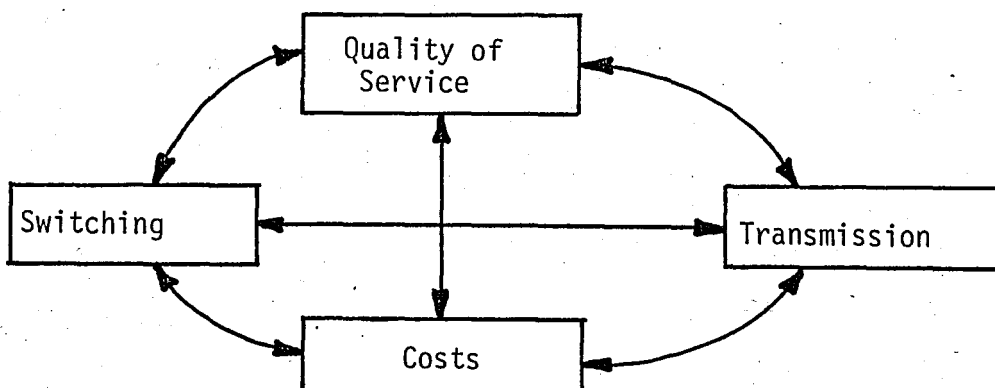 Quality of
Service
Switching
Transmission
Costs